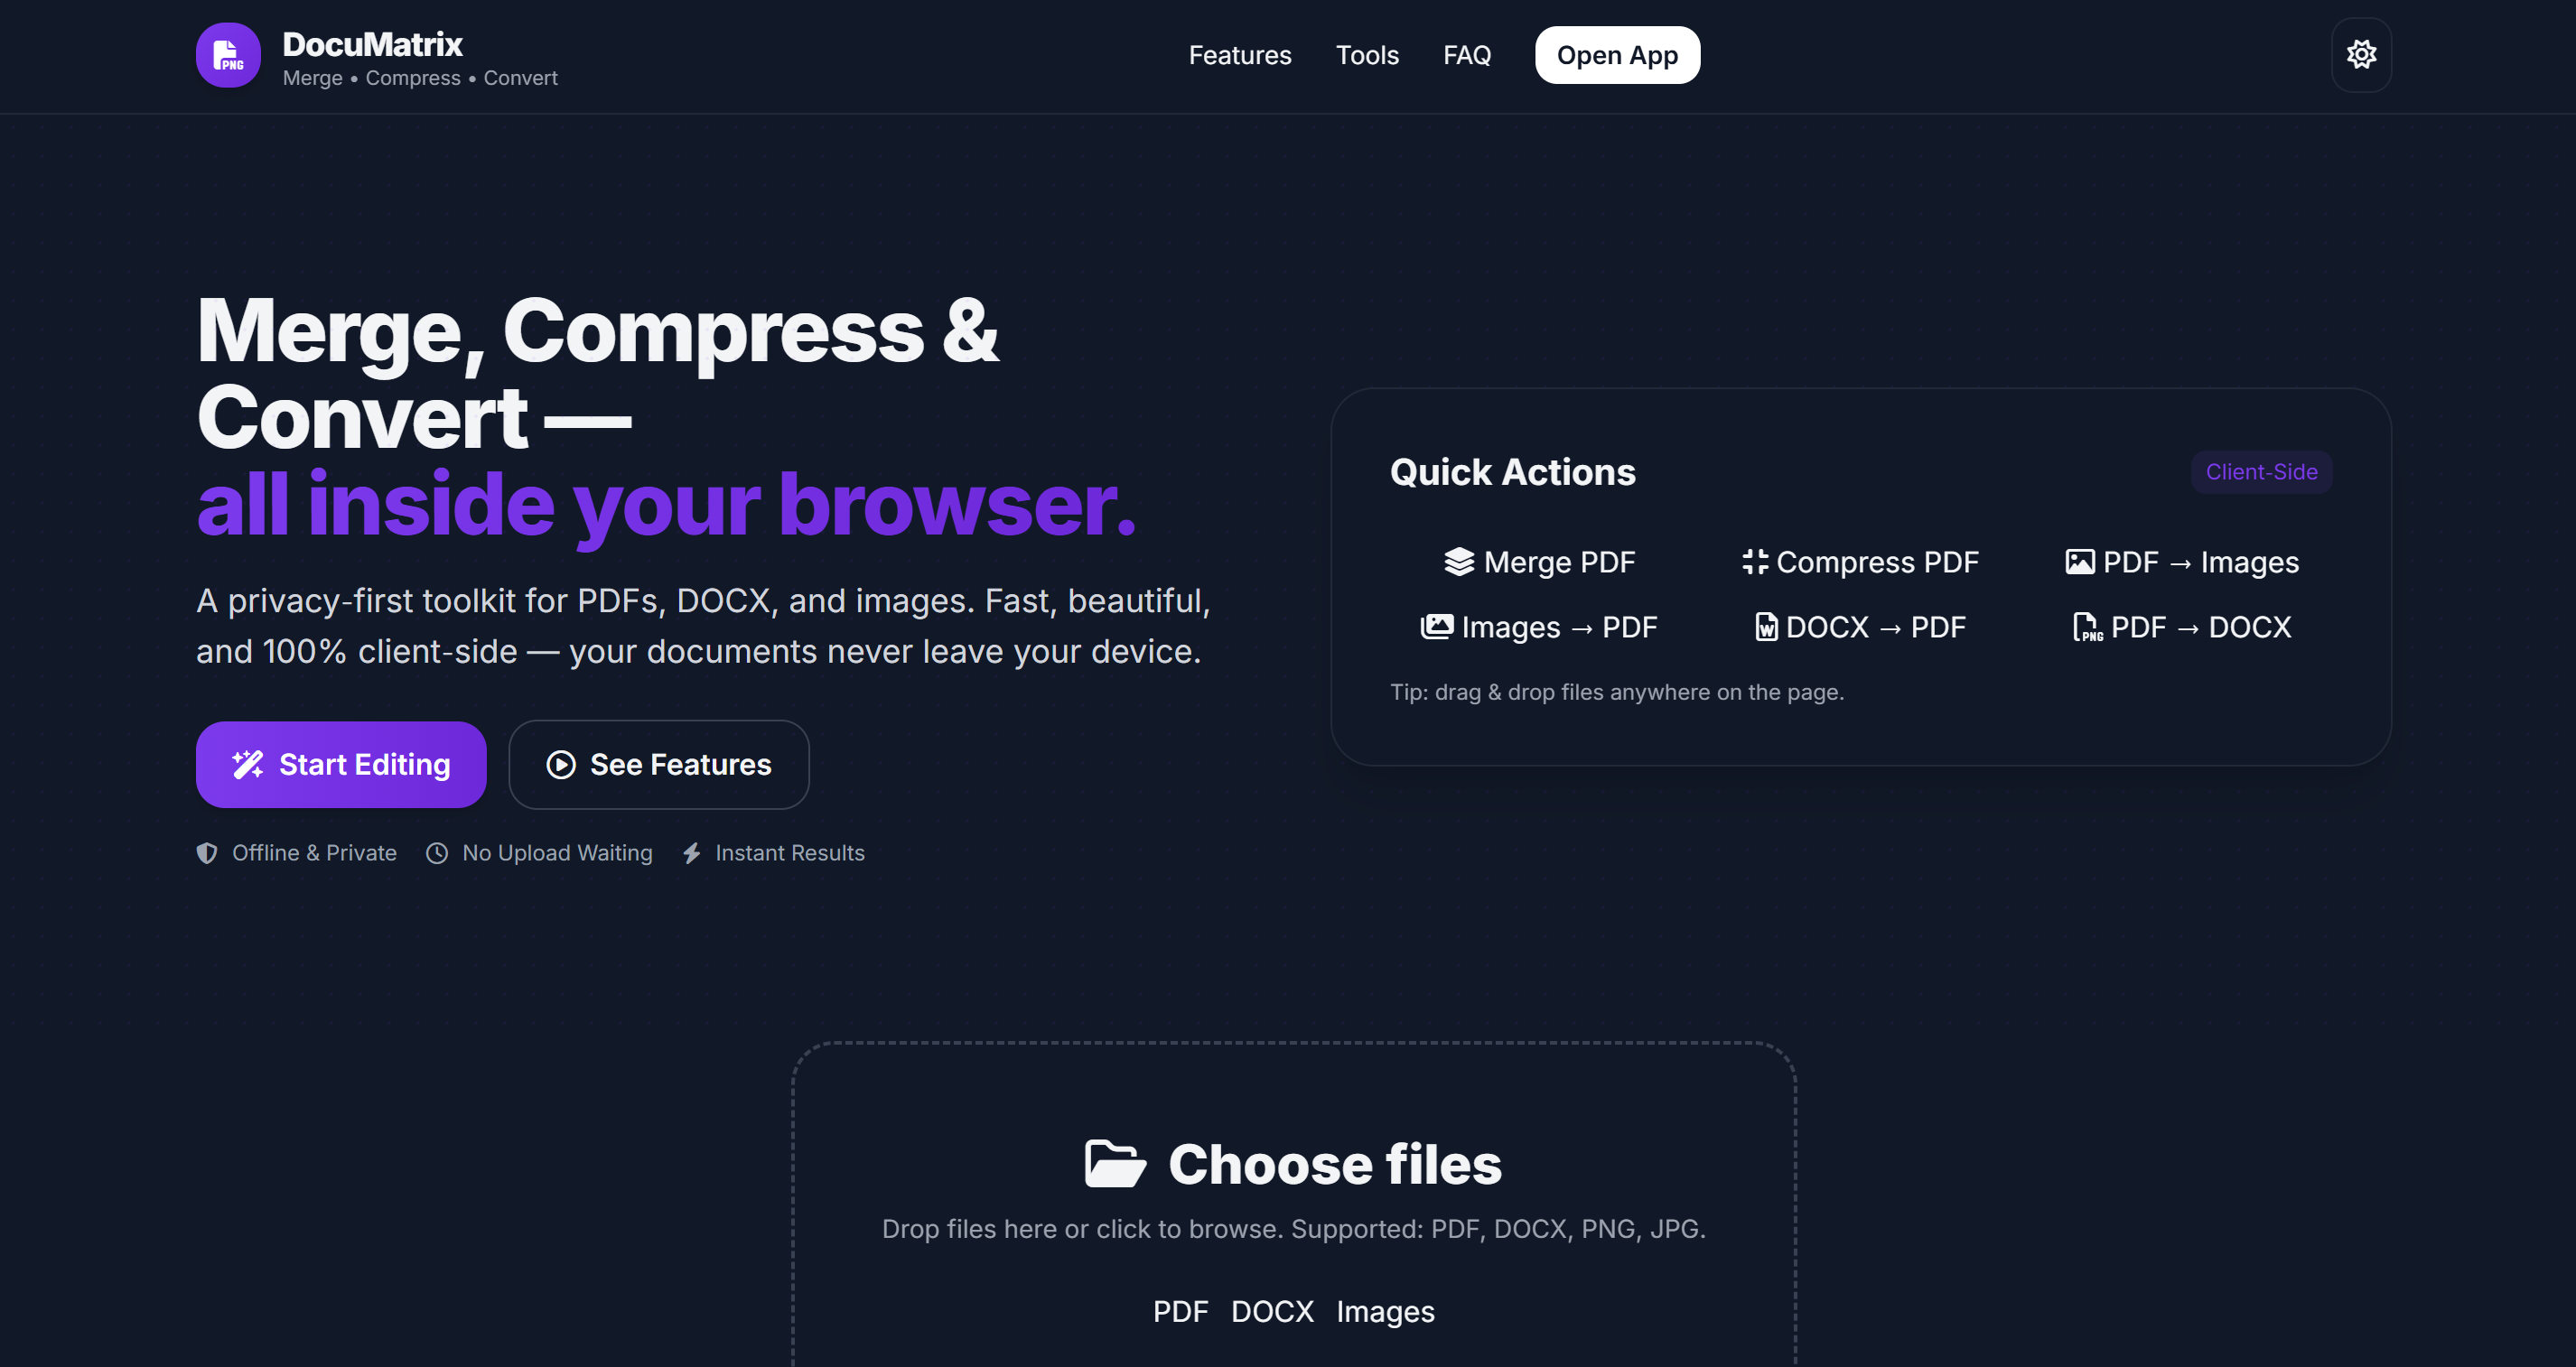 DocuMatrix
Merge • Compress • Convert
Features
Tools
FAQ
Open App
Merge, Compress &
Convert —
all inside your browser.
A privacy-first toolkit for PDFs, DOCX, and images. Fast, beautiful,
and 100% client-side — your documents never leave your device.
Start Editing
See Features
Offline & Private
No Upload Waiting
Instant Results
Quick Actions
Client-Side
Merge PDF
Compress PDF
PDF → Images
Images → PDF
DOCX → PDF
PDF → DOCX
Tip: drag & drop files anywhere on the page.
Choose files
Drop files here or click to browse. Supported: PDF, DOCX, PNG, JPG.
PDF DOCX Images